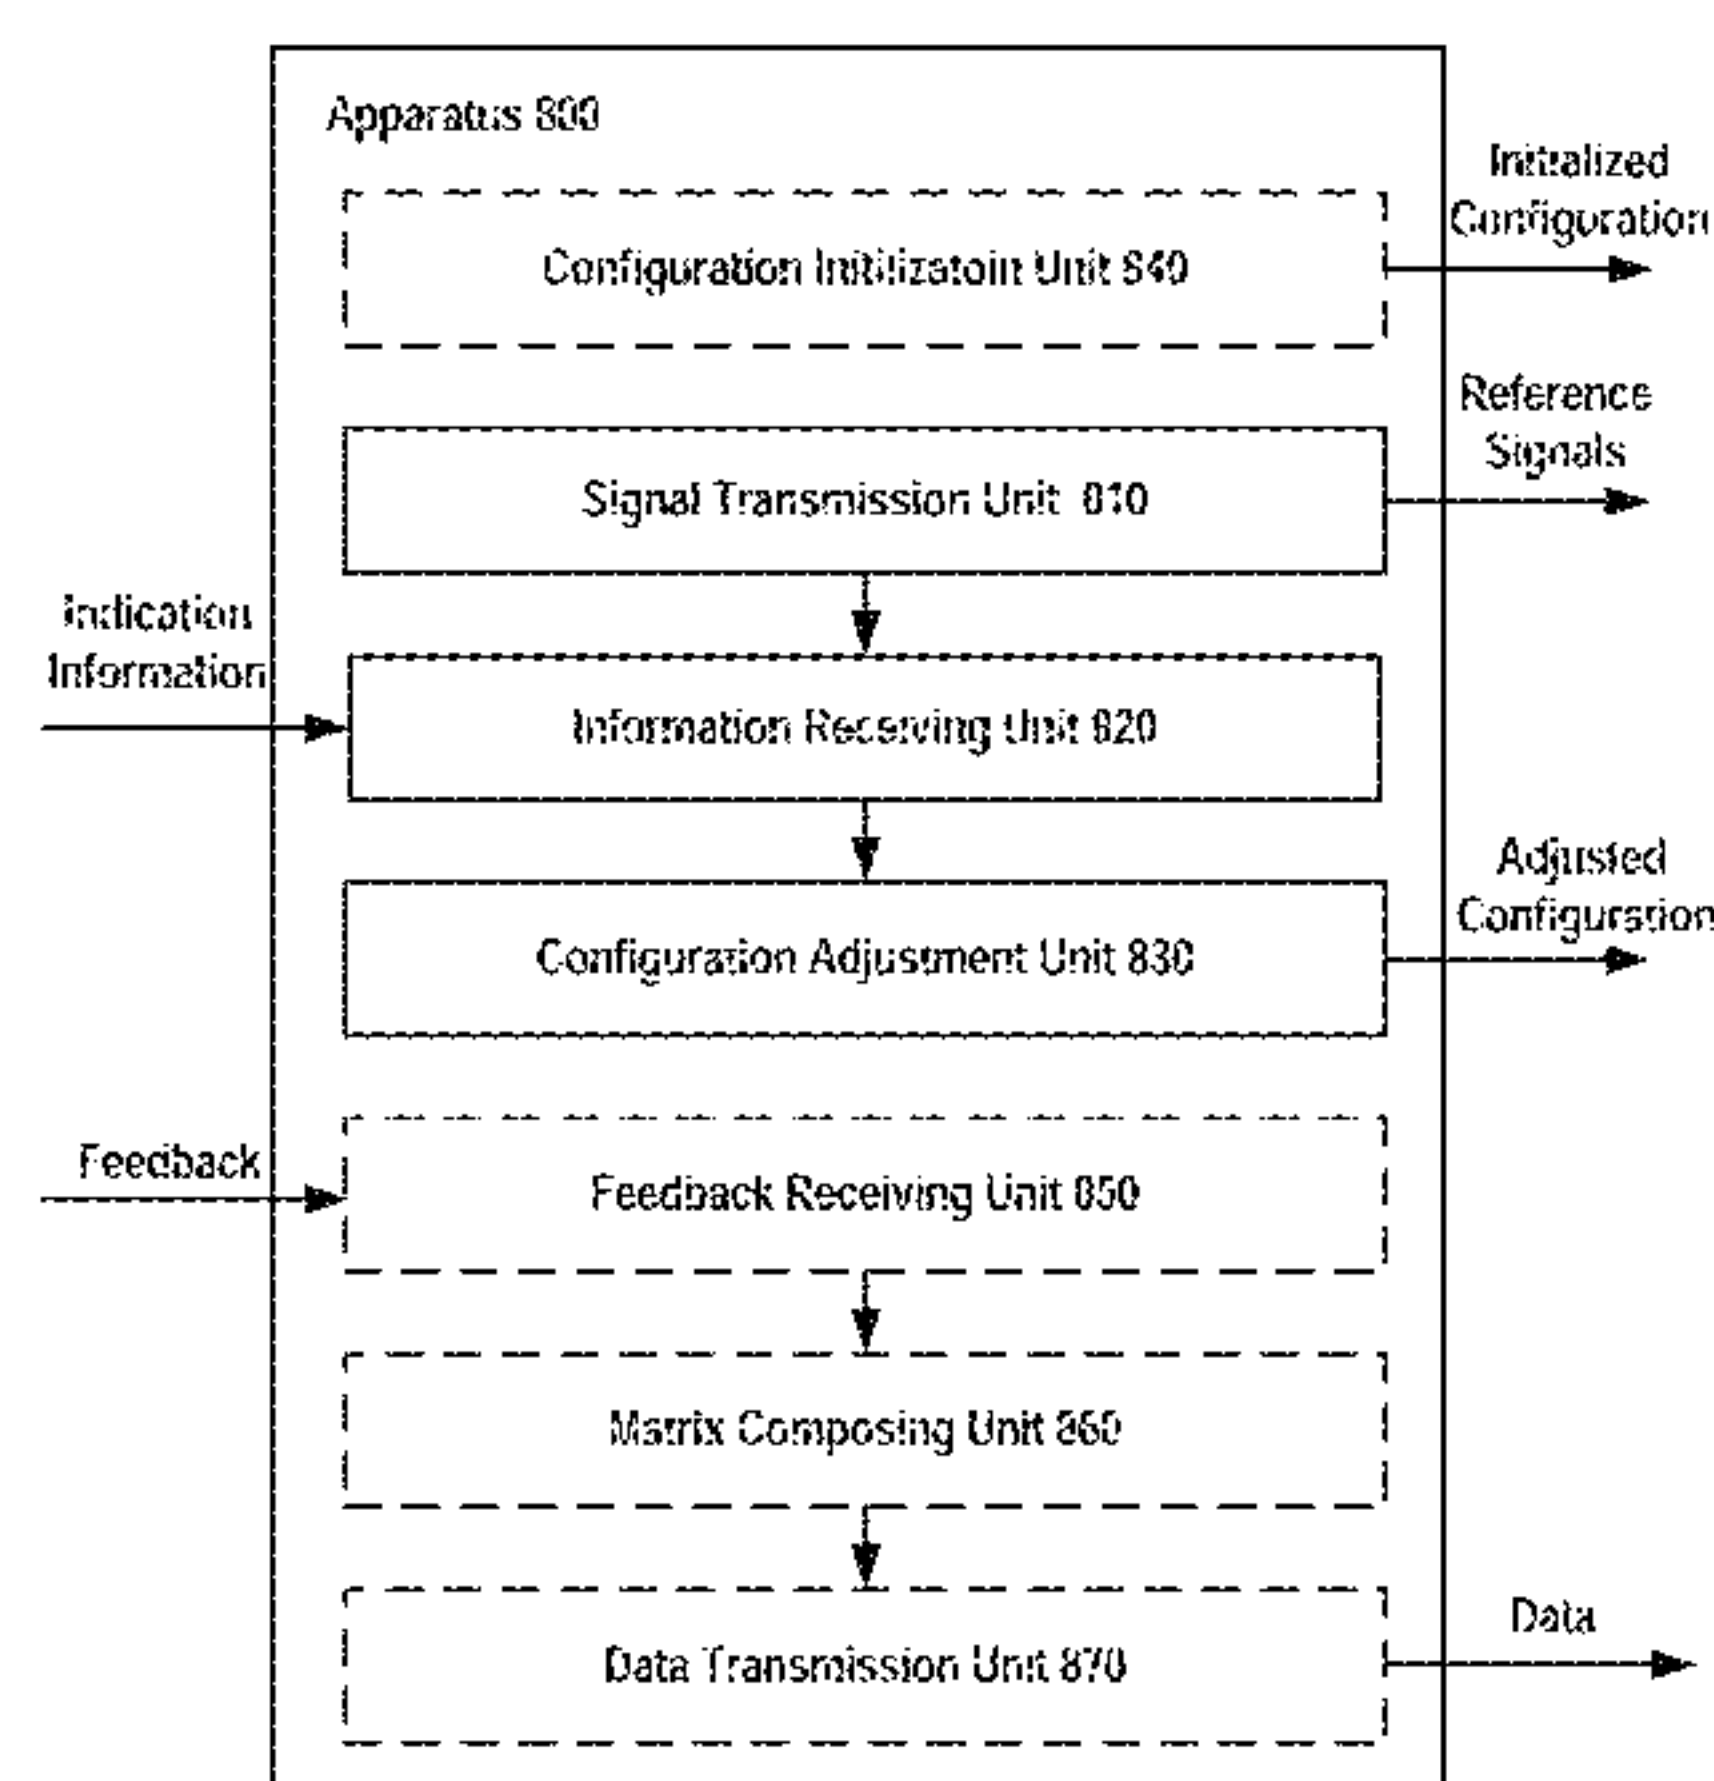 Apparatus 800
Initialized
Configuration
Configuration Initilizatoin Unit 840
Reference
Signals
Signal Transmission Unit 810
Indication
Information
Information Receiving Unit 820
Adjusted
Configuration
Configuration Adjustment Unit 830
Feedback
Feedback Receiving Unit 850
Matrix Composing Unit 860
Data
Data Transmission Unit 870